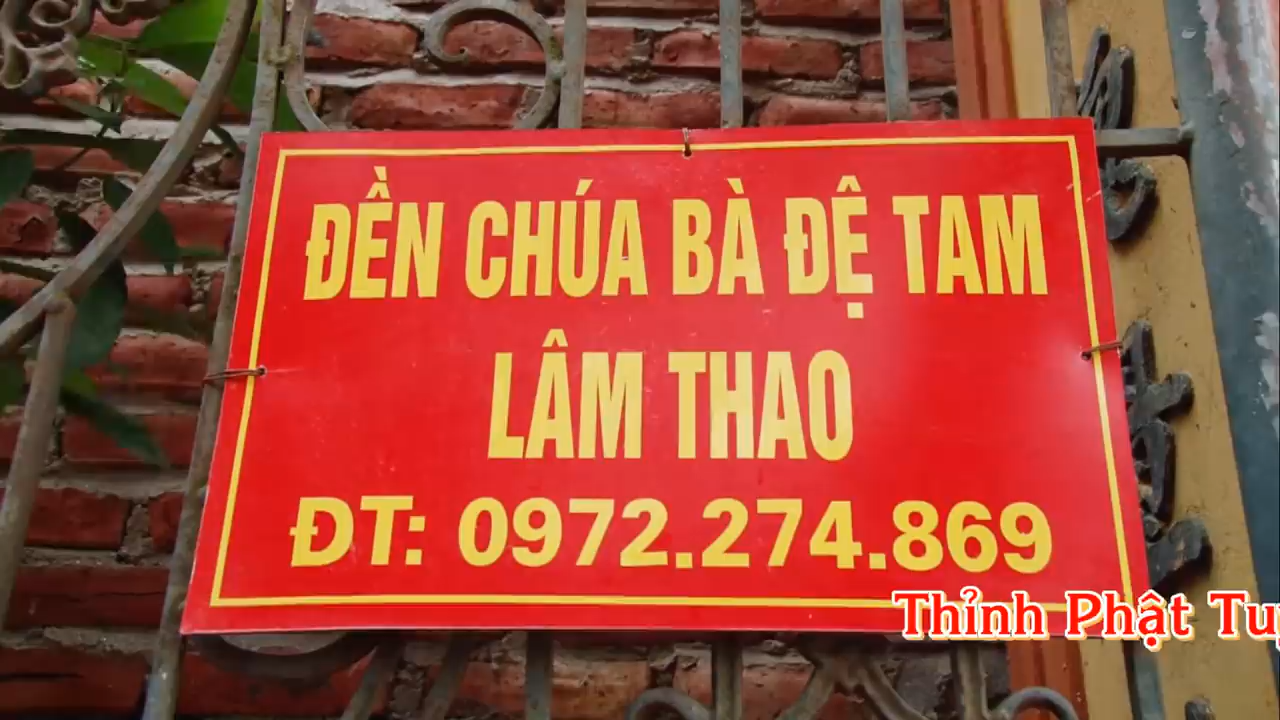 ĐỀN CHÚA BÀ ĐỆ TAM
LÂM THAO
ĐT: 0972.274.869
Thỉnh Phật